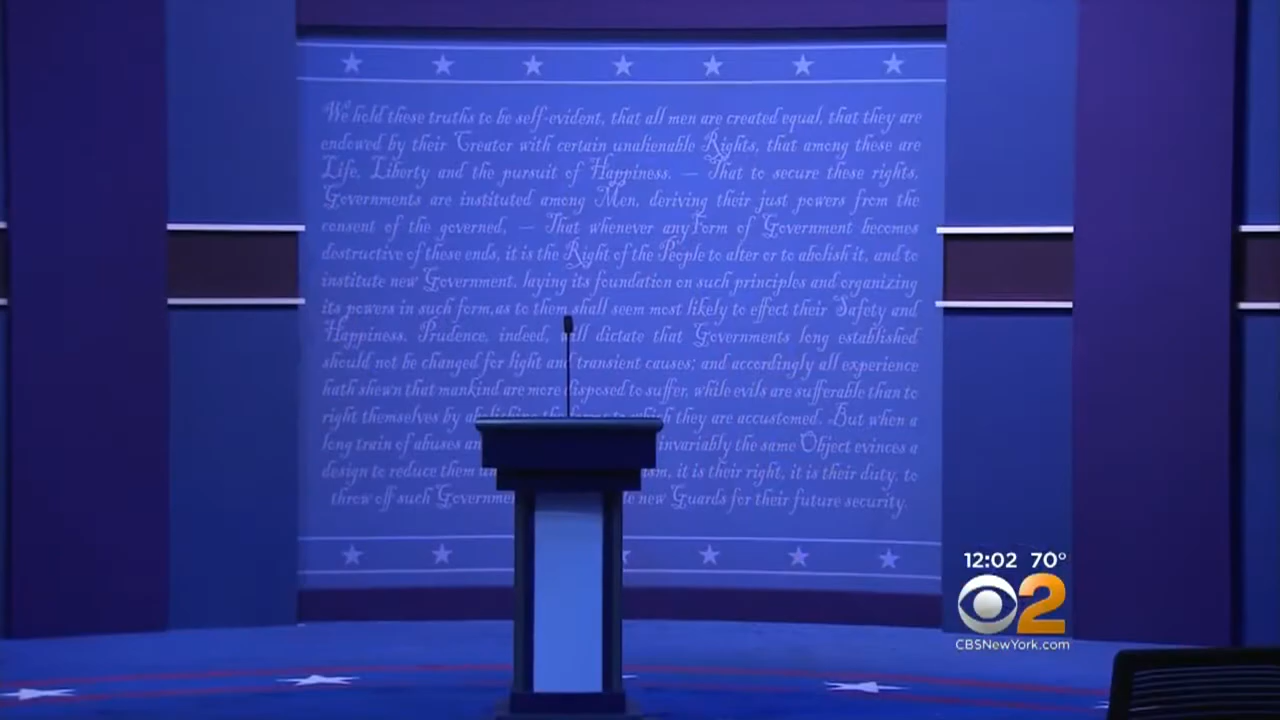 We hold these truths to be self-evident, that all men are created equal, that they are
endowed by their Creator with certain unalienable Rights, that among these are
Life, Liberty and the pursuit of Happiness. — That to secure these rights,
Governments are instituted among Men, deriving their just powers from the
consent of the governed, — That whenever any Form of Government becomes
destructive of these ends, it is the Right of the People to alter or to abolish it, and to
institute new Government, laying its foundation on such principles and organizing
its powers in such form, as to them shall seem most likely to effect their Safety and
Happiness. Prudence, indeed, will dictate that Governments long established
should not be changed for light and transient causes; and accordingly all experience
hath shewn that mankind are more disposed to suffer, while evils are sufferable than to
right themselves by abolishing the forms to which they are accustomed. But when a
long train of abuses an invariably the same Object evinces a
design to reduce them un ism, it is their right, it is their duty, to
throw off such Governme new Guards for their future security.
12:02 70°
2
CBSNewYork.com